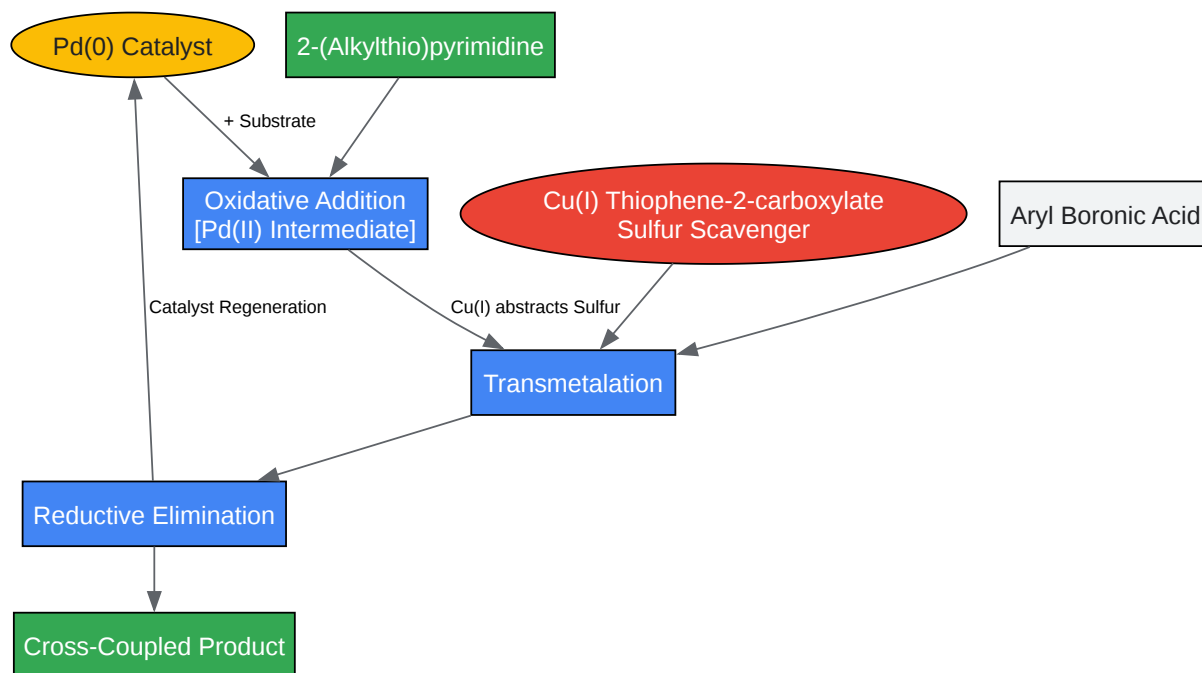 Pd(0) Catalyst
2-(Alkylthio)pyrimidine
+ Substrate
Oxidative Addition
[Pd(II) Intermediate]
Cu(I) Thiophene-2-carboxylate
Sulfur Scavenger
Aryl Boronic Acid
Catalyst Regeneration
Cu(I) abstracts Sulfur
Transmetalation
Reductive Elimination
Cross-Coupled Product